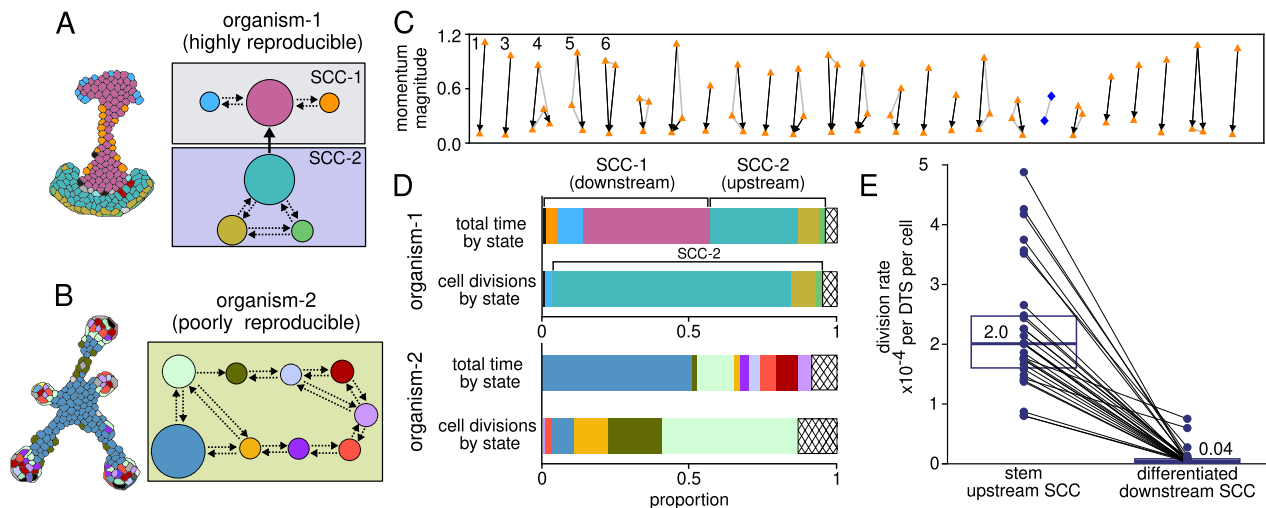 A
organism-1
(highly reproducible)
SCC-1
SCC-2
B
organism-2
(poorly reproducible)
C
momentum
magnitude
1.2
0.6
0.0
1
3
4
5
6
D
SCC-1
(downstream)
SCC-2
(upstream)
organism-1
total time
by state
SCC-2
cell divisions
by state
0
0.5
1
organism-2
total time
by state
cell divisions
by state
0
0.5
1
proportion
E
division rate
x10⁻⁴ per DTS per cell
5
4
3
2
1
0
2.0
0.04
stem
upstream SCC
differentiated
downstream SCC